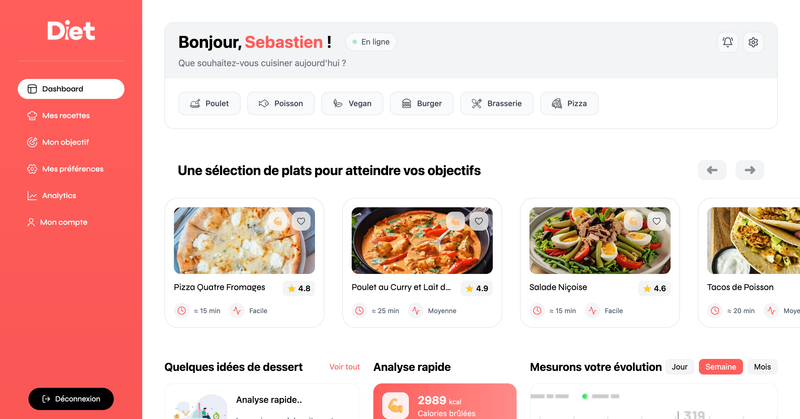 Diet
Dashboard
Mes recettes
Mon objectif
Mes préférences
Analytics
Mon compte
Déconnexion
Bonjour, Sebastien !
En ligne
Que souhaitez-vous cuisiner aujourd'hui ?
Poulet
Poisson
Vegan
Burger
Brasserie
Pizza
Une sélection de plats pour atteindre vos objectifs
Pizza Quatre Fromages
4.8
≈ 15 min
Facile
Poulet au Curry et Lait d...
4.9
≈ 25 min
Moyenne
Salade Niçoise
4.6
≈ 15 min
Facile
Tacos de Poisson
≈ 20 min
Moye
Quelques idées de dessert
Voir tout
Analyse rapide..
Analyse rapide
2989 kcal
Calories brûlées
Mesurons votre évolution
Jour
Semaine
Mois
1 319